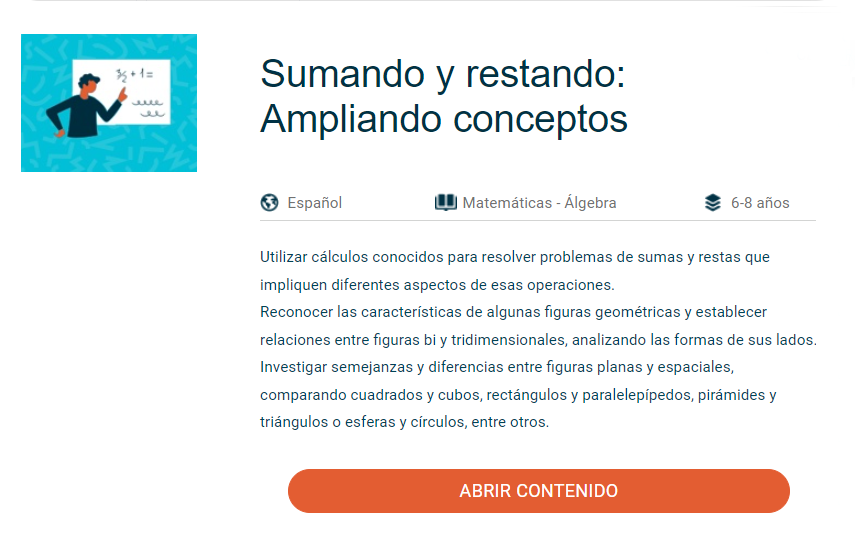 3/2 + 1 =
Sumando y restando:
Ampliando conceptos
Español
Matemáticas - Álgebra
6-8 años
Utilizar cálculos conocidos para resolver problemas de sumas y restas que
impliquen diferentes aspectos de esas operaciones.
Reconocer las características de algunas figuras geométricas y establecer
relaciones entre figuras bi y tridimensionales, analizando las formas de sus lados.
Investigar semejanzas y diferencias entre figuras planas y espaciales,
comparando cuadrados y cubos, rectángulos y paralelepípedos, pirámides y
triángulos o esferas y círculos, entre otros.
ABRIR CONTENIDO